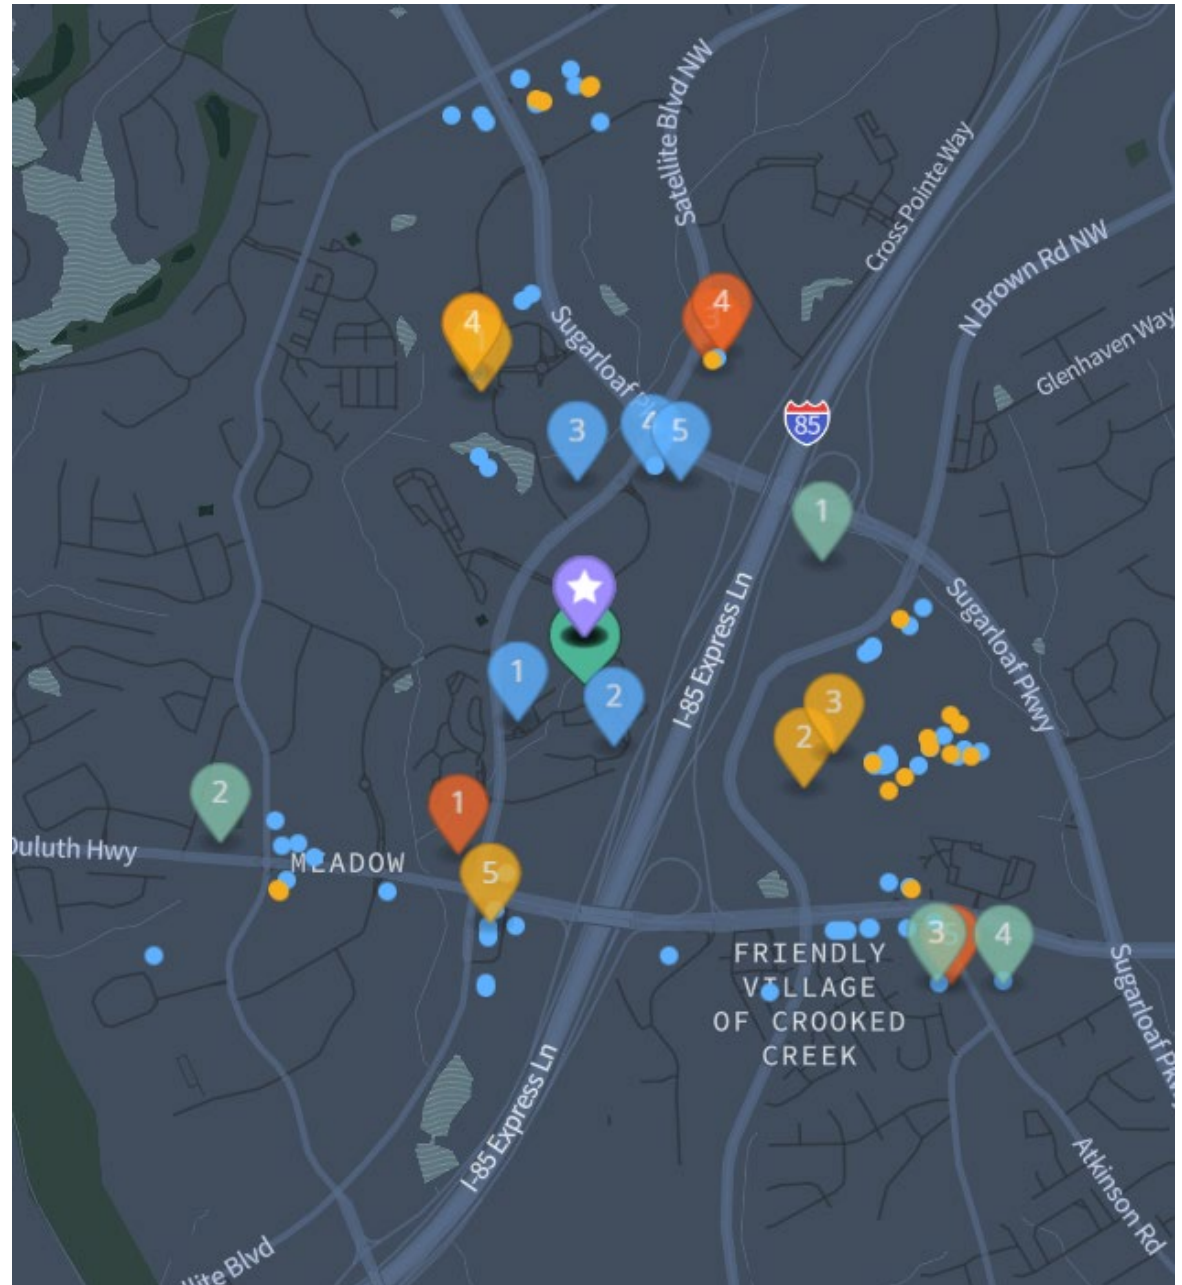 Satellite Blvd NW
Cross Pointe Way
N Brown Rd NW
Glenhaven Way
4
4
Sugarloaf
3
5
85
1
I-85 Express Ln
Sugarloaf Pkwy
1
2
3
2
2
1
Duluth Hwy
MEADOW
5
3
4
FRIENDLY
VILLAGE
OF CROOKED
CREEK
Sugarloaf Pkwy
I-85 Express Ln
Atkinson Rd
llite Blvd